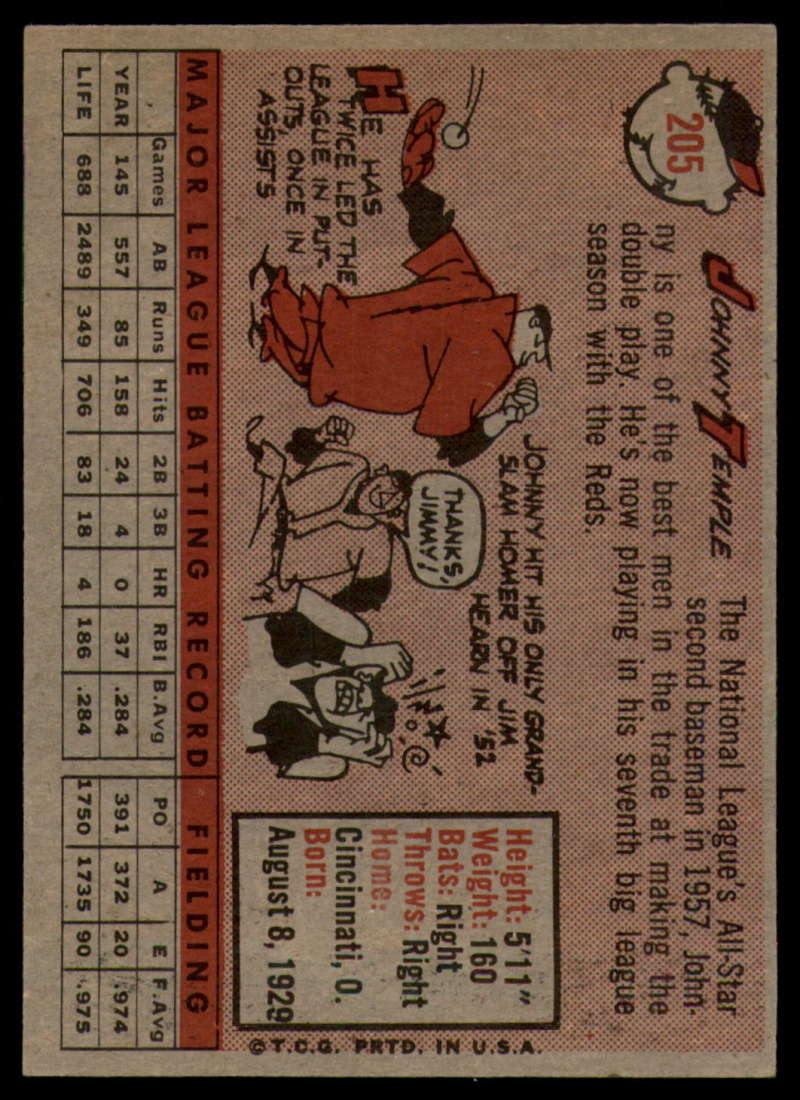 205
JOHNNY TEMPLE
The National League's All-Star
second baseman in 1957, John-
ny is one of the best men in the trade at making the
double play. He's now playing in his seventh big league
season with the Reds.
HE HAS
TWICE LED THE
LEAGUE IN PUT-
OUTS, ONCE IN
ASSISTS
JOHNNY HIT HIS ONLY GRAND-
SLAM HOMER OFF JIM
HEARN IN '52
THANKS,
JIMMY!
Height: 5'11"
Weight: 160
Bats: Right
Throws: Right
Home:
Cincinnati, O.
Born:
August 8, 1929
MAJOR LEAGUE BATTING RECORD FIELDING
Games AB Runs Hits 2B 3B HR RBI B.Avg PO A E F.Avg
YEAR 145 557 85 158 24 4 0 37 .284 391 372 20 .974
LIFE 688 2489 349 706 83 18 4 186 .284 1750 1735 90 .975
© T.C.G. PRTD. IN U.S.A.